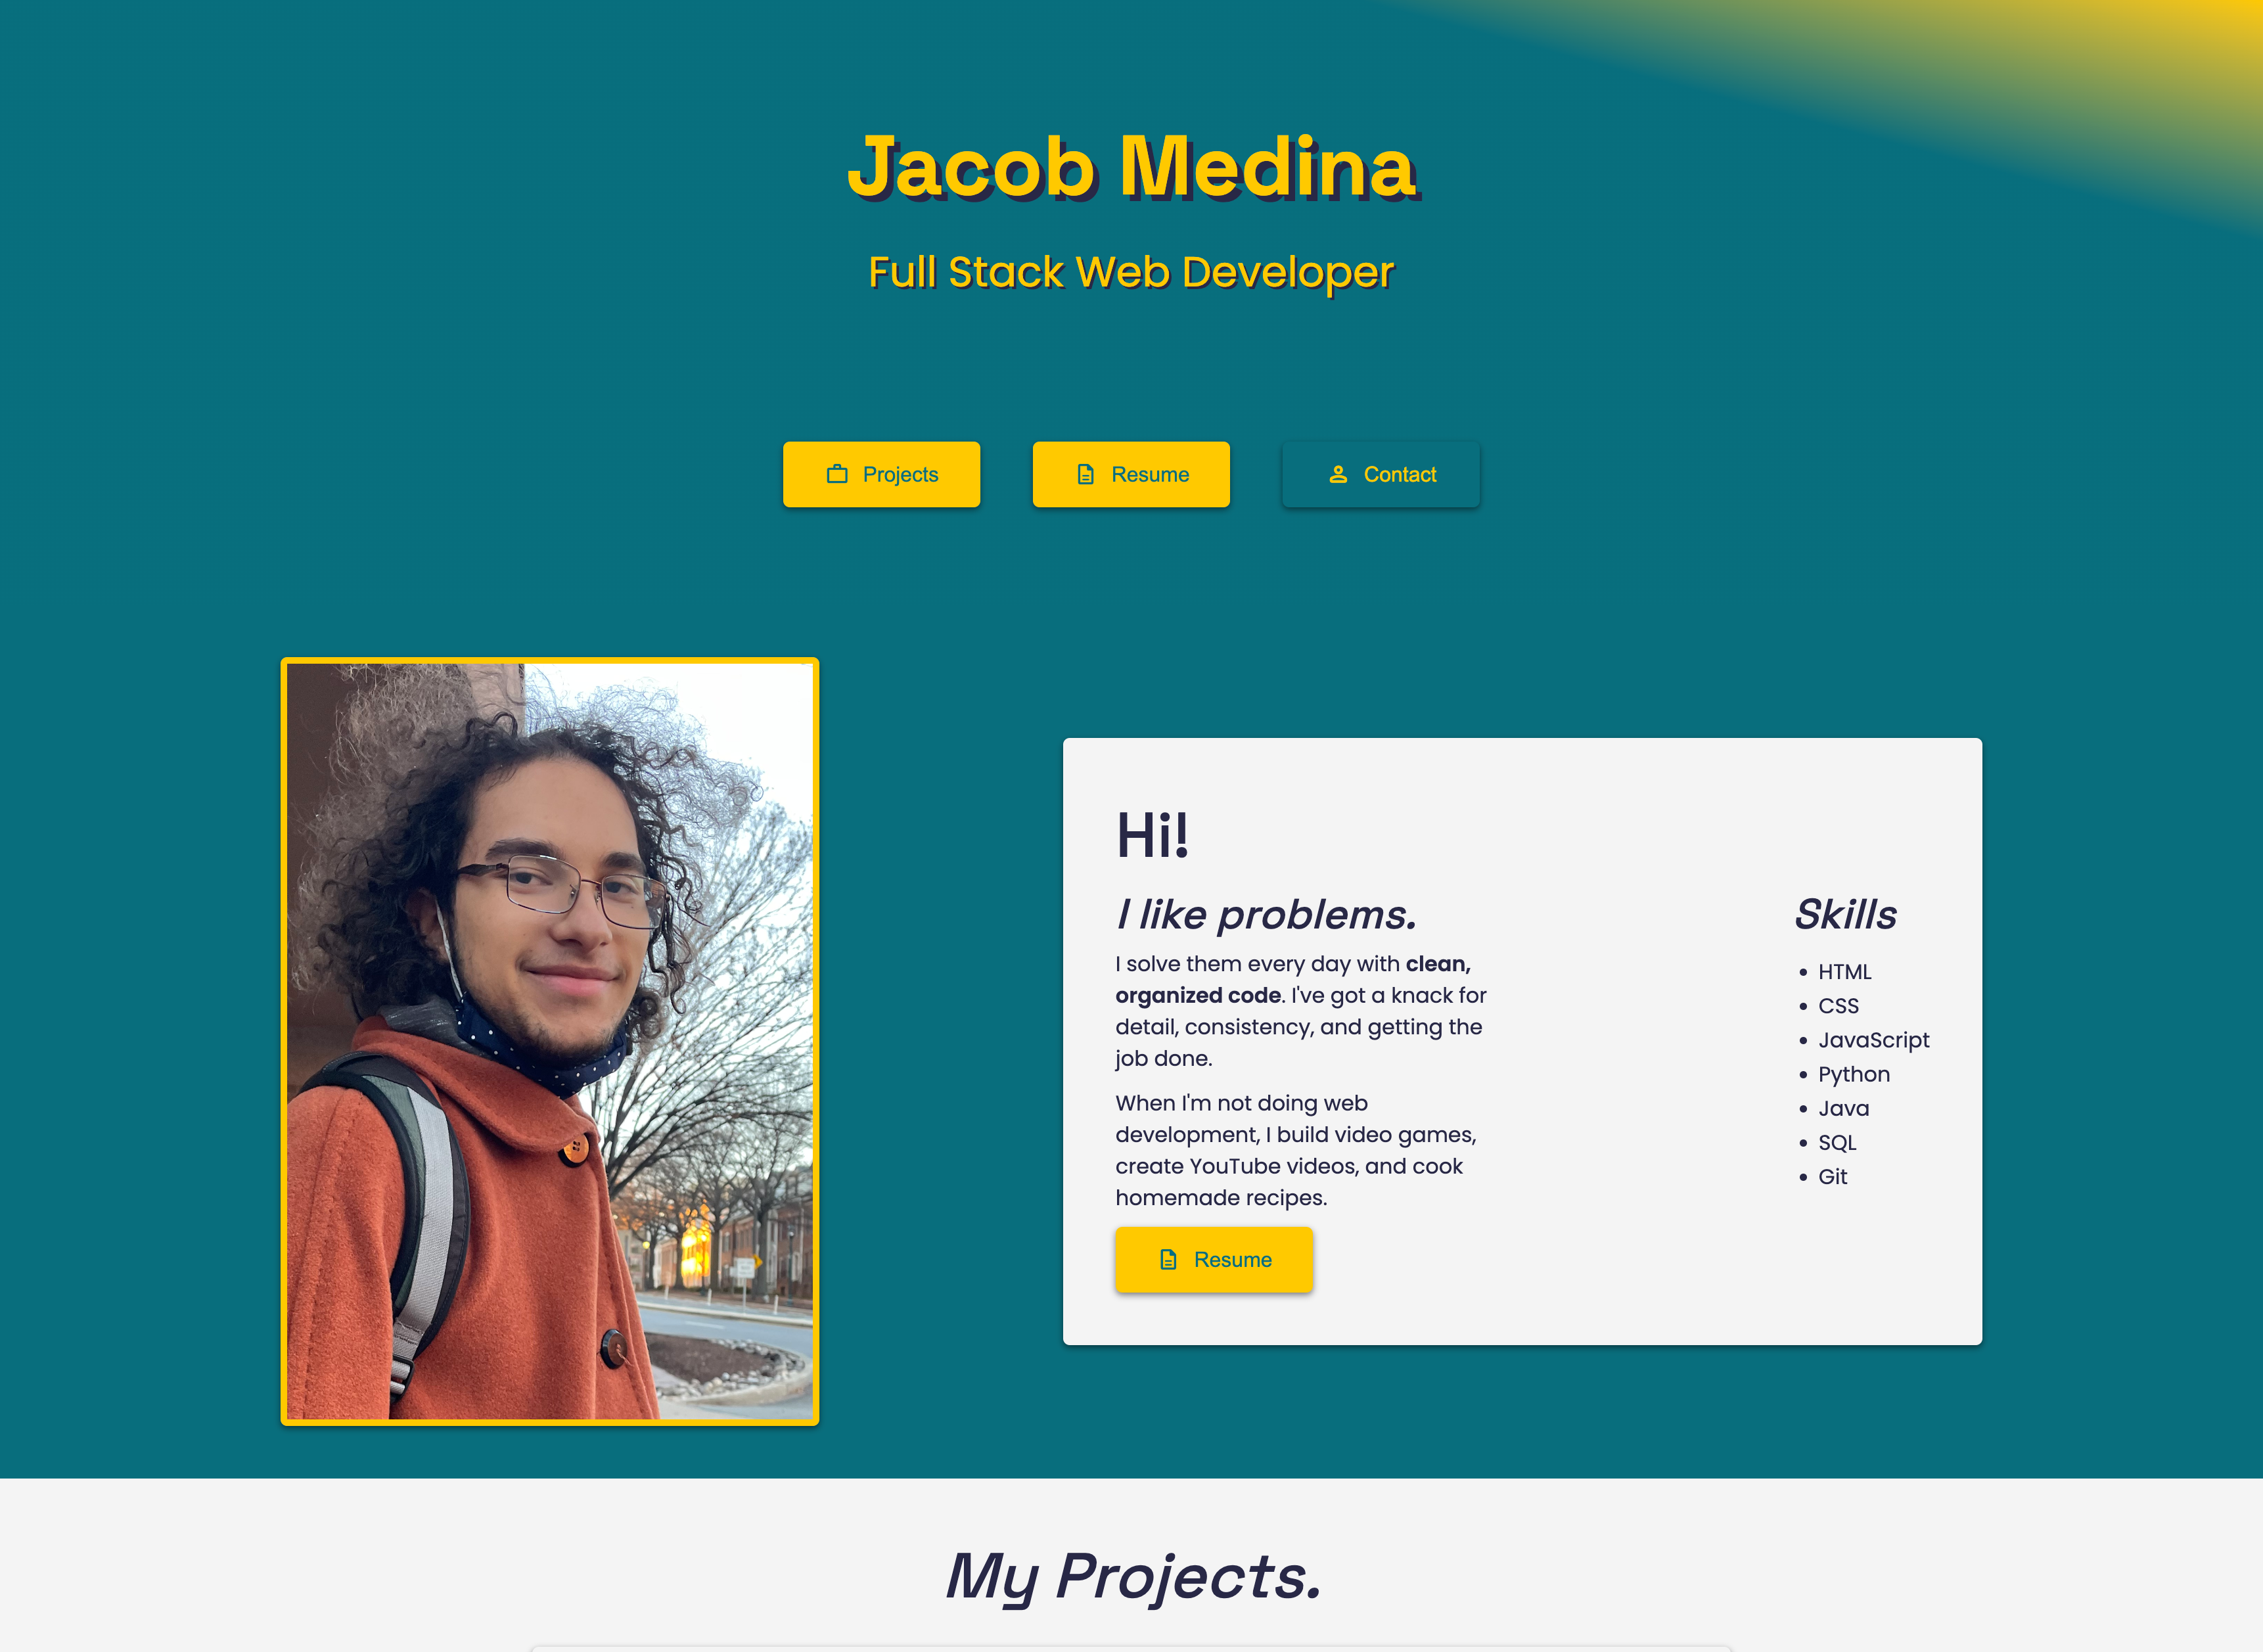 Jacob Medina
Full Stack Web Developer
Projects
Resume
Contact
Hi!
I like problems.
I solve them every day with clean,
organized code. I've got a knack for
detail, consistency, and getting the
job done.
When I'm not doing web
development, I build video games,
create YouTube videos, and cook
homemade recipes.
Resume
Skills
HTML
CSS
JavaScript
Python
Java
SQL
Git
My Projects.